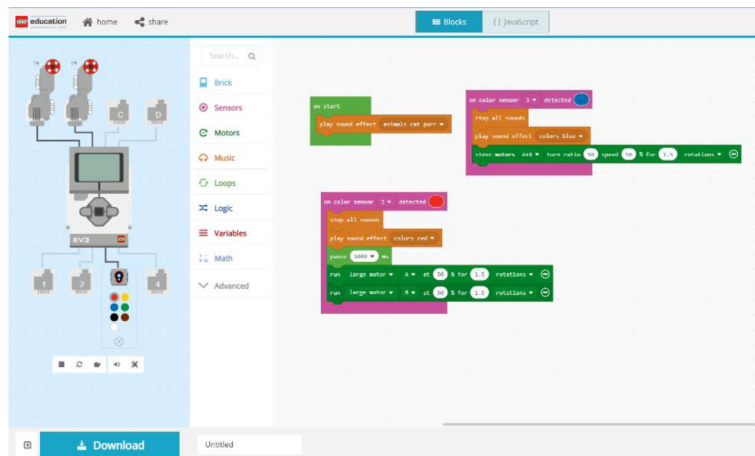 LEGO education home share Blocks {} JavaScript
Search...
Brick
Sensors
Motors
Music
Loops
Logic
Variables
Math
Advanced
C D
EV3
1 2 4
on start
play sound effect animals cat purr
on color sensor 3 detected
stop all sounds
play sound effect colors blue
steer motors A+B turn ratio 50 speed 50 % for 1.5 rotations
on color sensor 3 detected
stop all sounds
play sound effect colors red
pause 1000 ms
run large motor A at 50 % for 1.5 rotations
run large motor B at 50 % for 1.5 rotations
Download Untitled